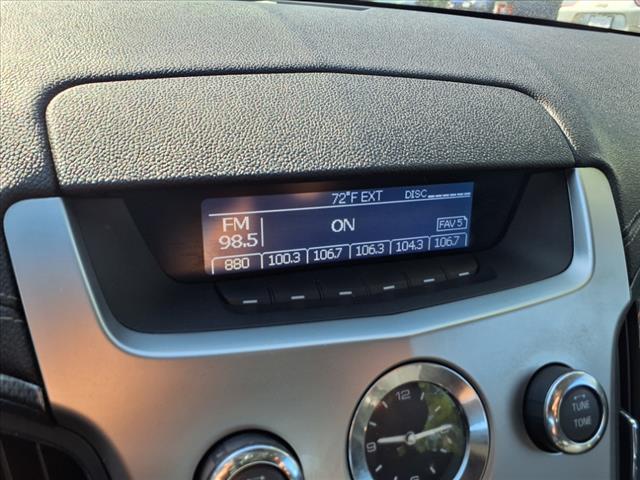 72°F EXT DISC
FM ON FAV 5
98.5
880 100.3 106.7 106.3 104.3 106.7
12
9
6
TUNE
TONE